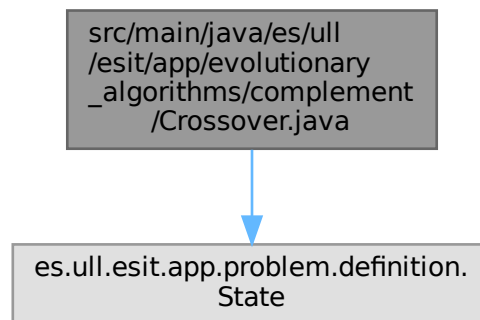 src/main/java/es/ull
/esit/app/evolutionary
_algorithms/complement
/Crossover.java
es.ull.esit.app.problem.definition.
State